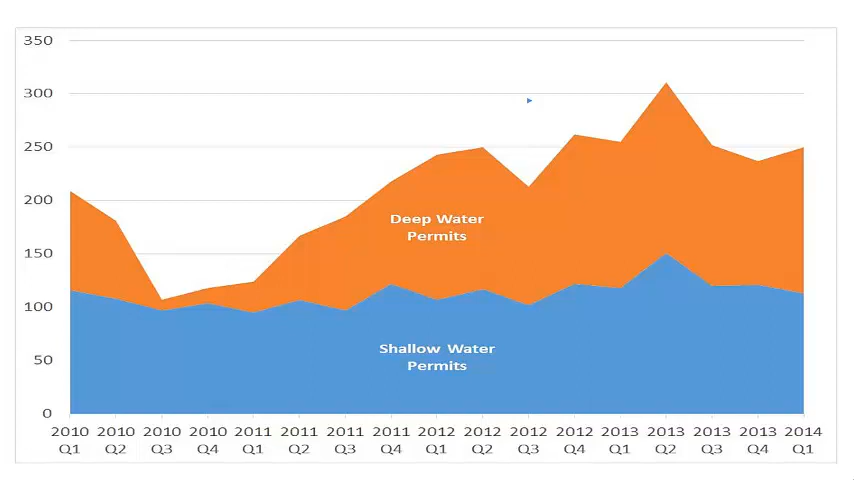 350
300
250
200
150
100
50
0
Deep Water
Permits
Shallow Water
Permits
2010 2010 2010 2010 2011 2011 2011 2011 2012 2012 2012 2012 2013 2013 2013 2013 2014
Q1 Q2 Q3 Q4 Q1 Q2 Q3 Q4 Q1 Q2 Q3 Q4 Q1 Q2 Q3 Q4 Q1